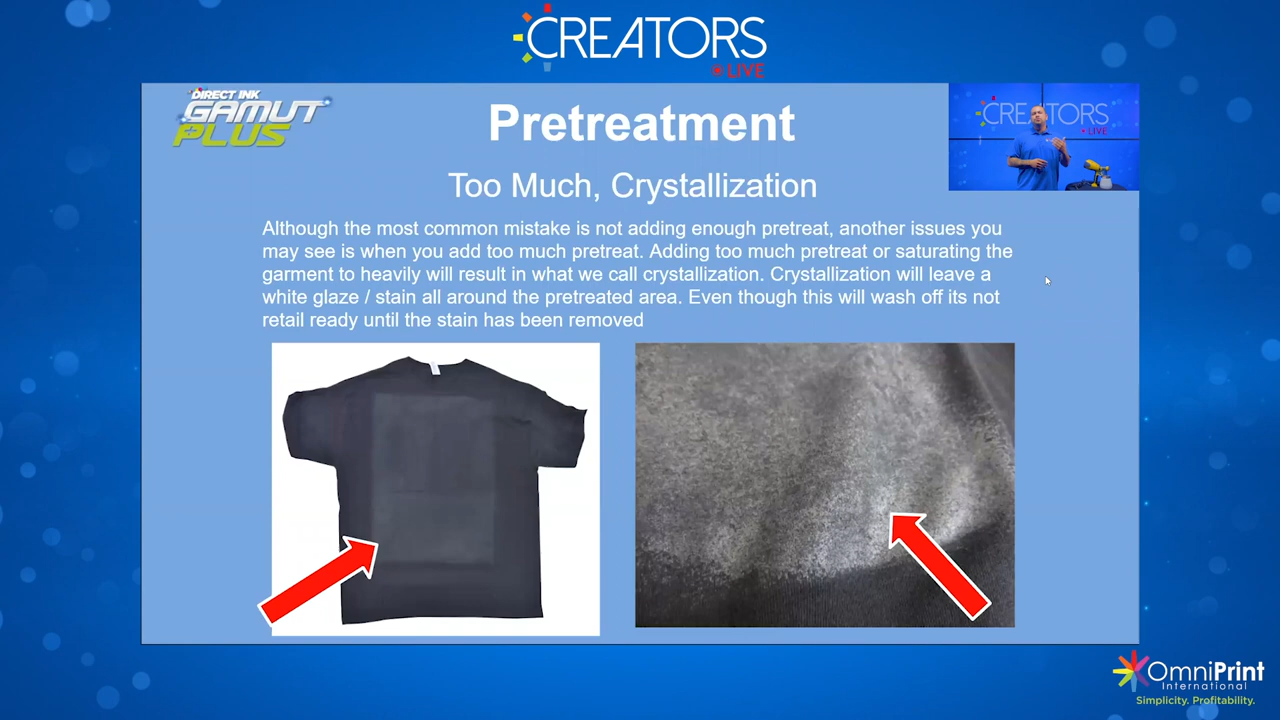 CREATORS
LIVE
DIRECT INK
GAMUT
PLUS
Pretreatment
CREATORS
LIVE
Too Much, Crystallization
Although the most common mistake is not adding enough pretreat, another issues you
may see is when you add too much pretreat. Adding too much pretreat or saturating the
garment to heavily will result in what we call crystallization. Crystallization will leave a
white glaze / stain all around the pretreated area. Even though this will wash off its not
retail ready until the stain has been removed
OmniPrint
International
Simplicity. Profitability.